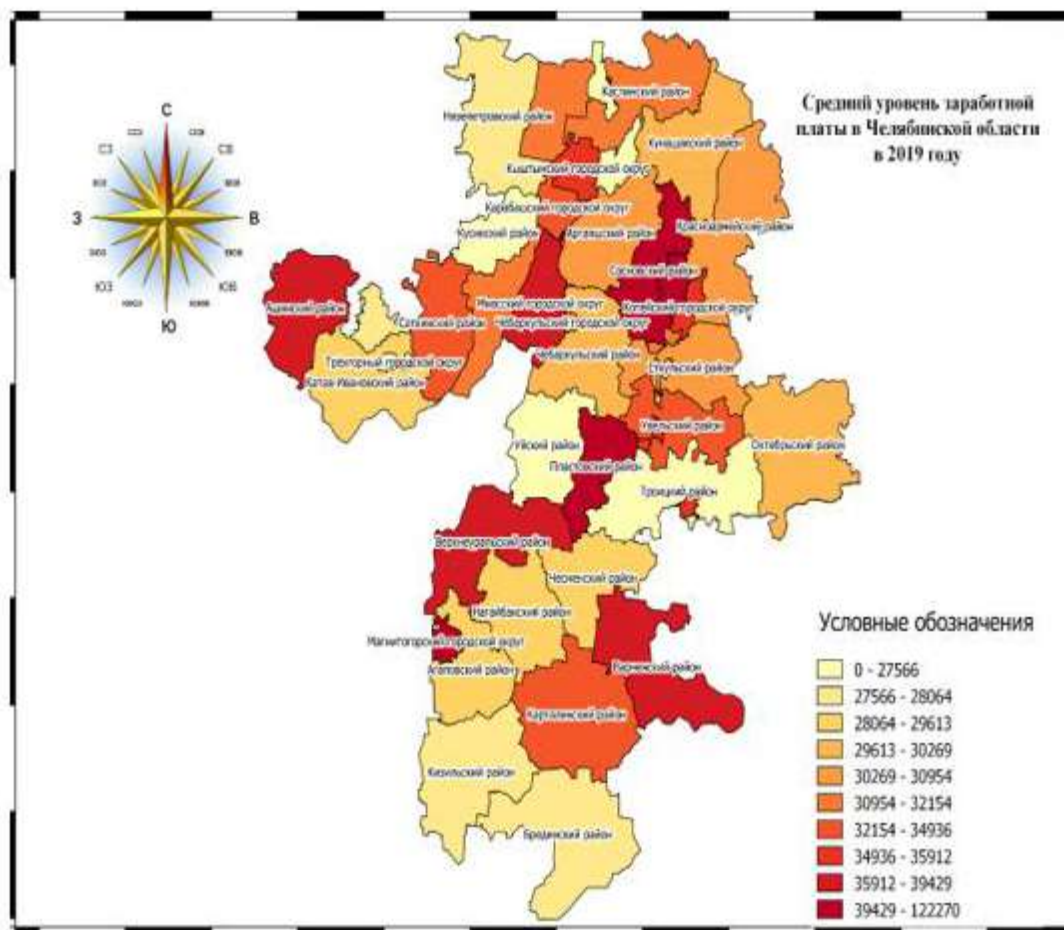 Средний уровень заработной
платы в Челябинской области
в 2019 году
С
ССЗ
ССВ
СЗ
СВ
З
В
ЮЗ
ЮВ
Ю
Каслинский район
Нязепетровский район
Кунашакский район
Кыштымский городской округ
Карабашский городской округ
Красноармейский район
Кусинский район
Аргаяшский район
Сосновский район
Ашинский район
Миасский городской округ
Копейский городской округ
Саткинский район
Чебаркульский городской округ
Чебаркульский район
Трехгорный городской округ
Еткульский район
Катав-Ивановский район
Увельский район
Уйский район
Октябрьский район
Пластовский район
Троицкий район
Верхнеуральский район
Чесменский район
Нагайбакский район
Магнитогорский городской округ
Агаповский район
Варненский район
Карталинский район
Кизильский район
Брединский район
Условные обозначения
0 - 27566
27566 - 28064
28064 - 29613
29613 - 30269
30269 - 30954
30954 - 32154
32154 - 34936
34936 - 35912
35912 - 39429
39429 - 122270